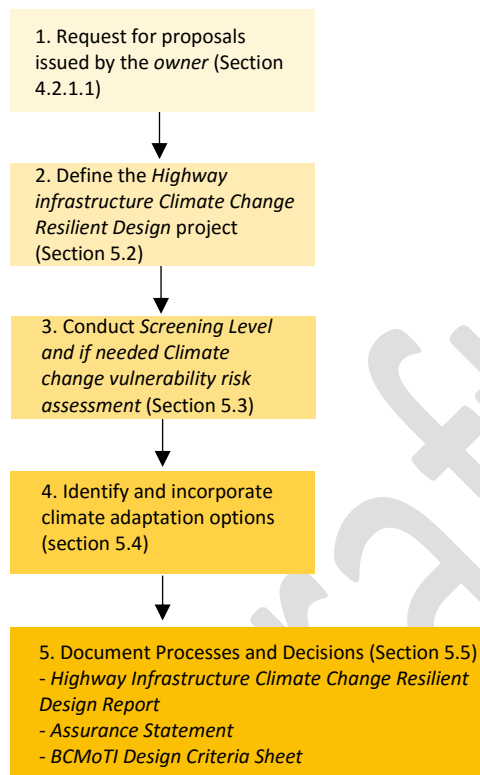 1. Request for proposals
issued by the owner (Section
4.2.1.1)
2. Define the Highway
infrastructure Climate Change
Resilient Design project
(Section 5.2)
3. Conduct Screening Level
and if needed Climate
change vulnerability risk
assessment (Section 5.3)
4. Identify and incorporate
climate adaptation options
(section 5.4)
5. Document Processes and Decisions (Section 5.5)
- Highway Infrastructure Climate Change Resilient
Design Report
- Assurance Statement
- BCMoTI Design Criteria Sheet